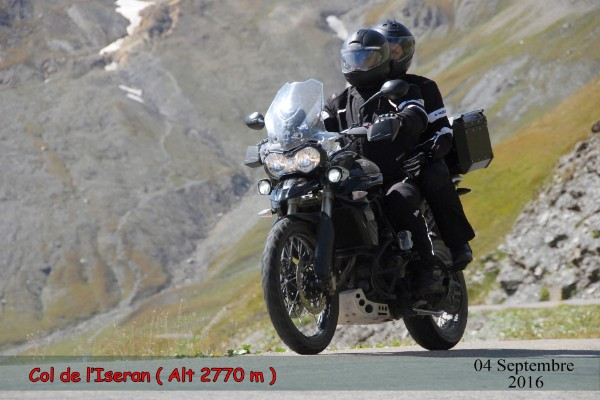 Col de l'Iseran ( Alt 2770 m )
04 Septembre
2016